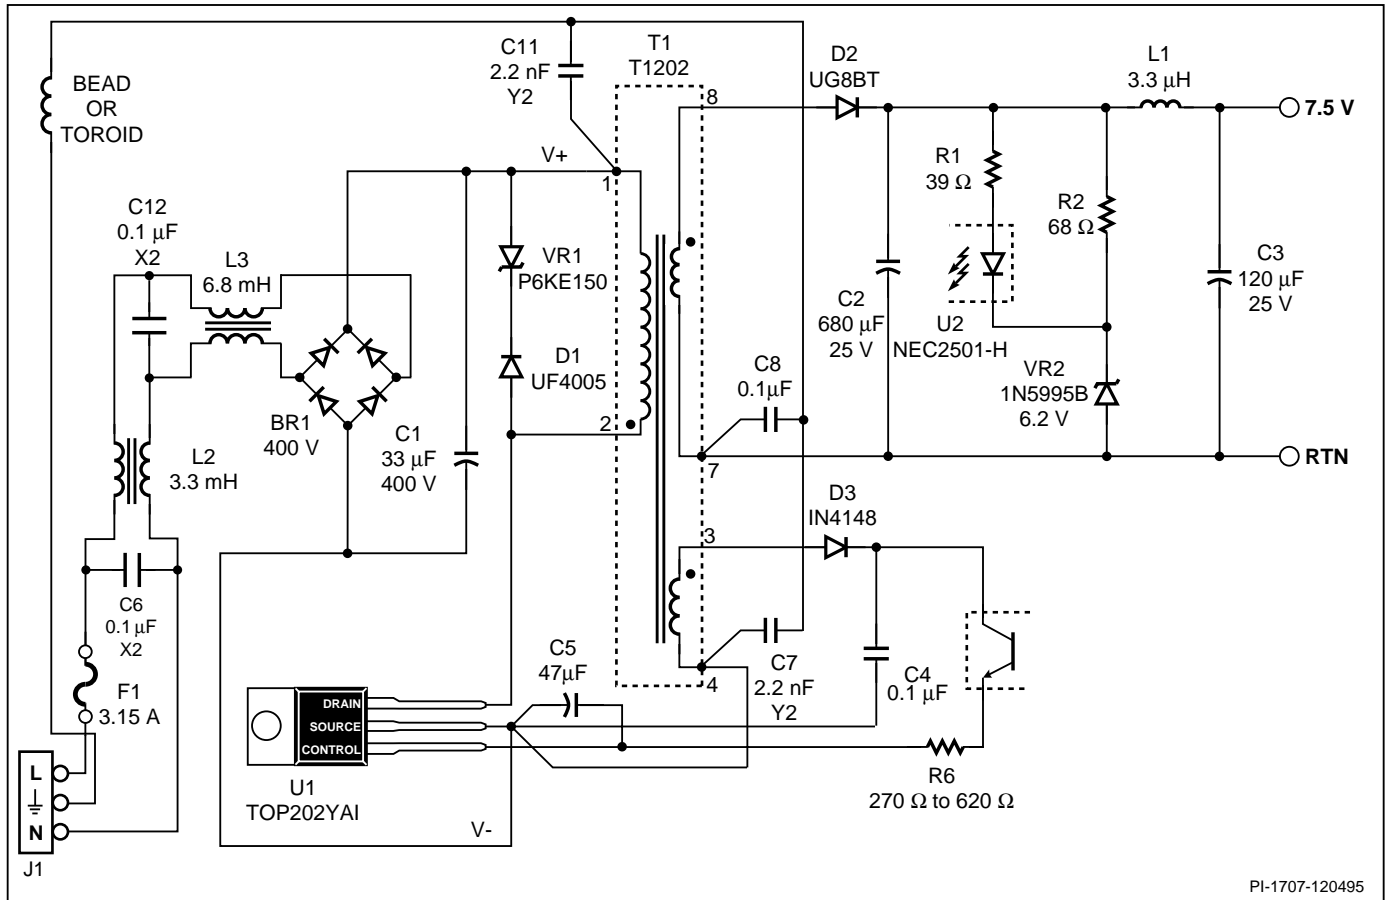 C11
2.2 nF
Y2
T1
T1202
D2
UG8BT
L1
3.3 µH
BEAD
OR
TOROID
8
7.5 V
V+
1
R1
39 Ω
R2
68 Ω
C12
0.1 µF
X2
L3
6.8 mH
VR1
P6KE150
C3
120 µF
25 V
C2
680 µF
25 V
U2
NEC2501-H
D1
UF4005
C8
0.1µF
VR2
1N5995B
6.2 V
BR1
400 V
C1
33 µF
400 V
2
L2
3.3 mH
7
RTN
D3
IN4148
3
C6
0.1 µF
X2
F1
3.15 A
C5
47µF
4
C7
2.2 nF
Y2
C4
0.1 µF
DRAIN
SOURCE
CONTROL
U1
TOP202YAI
R6
270 Ω to 620 Ω
L
N
J1
V-
PI-1707-120495